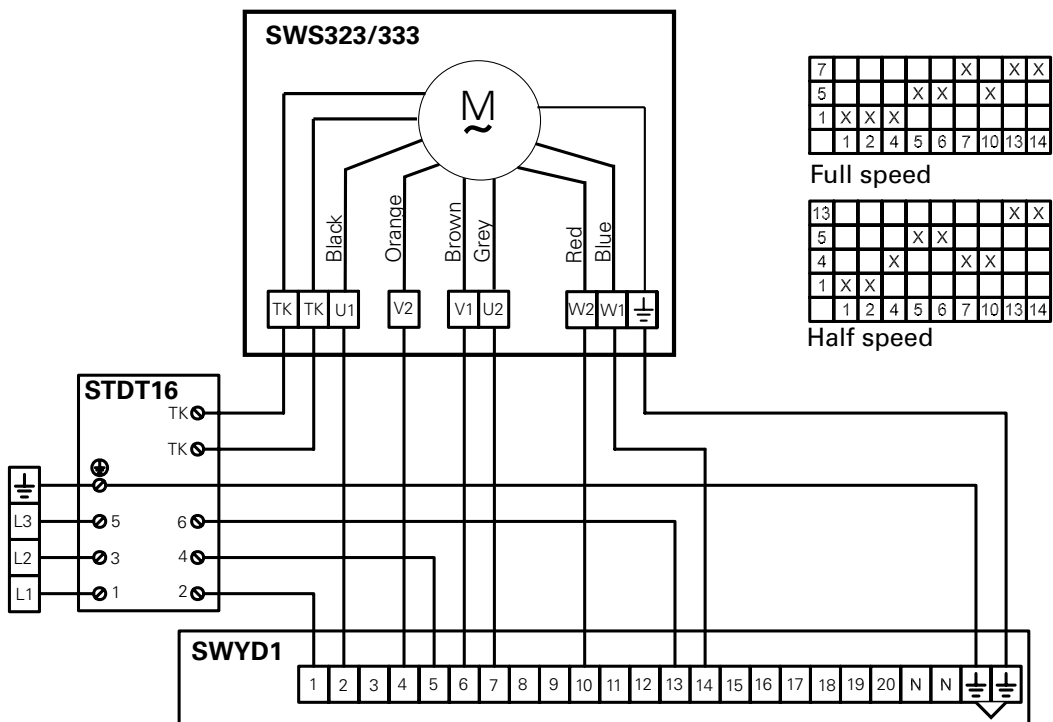 SWS323/333
M
~
Black
Orange
Brown
Grey
Red
Blue
TK TK U1 V2 V1 U2 W2 W1
7 X X X
5 X X X
1 X X X
1 2 4 5 6 7 10 13 14
Full speed
13 X X
5 X X
4 X X X
1 X X
1 2 4 5 6 7 10 13 14
Half speed
STDT16
TK
TK
L3 5 6
L2 3 4
L1 1 2
SWYD1
1 2 3 4 5 6 7 8 9 10 11 12 13 14 15 16 17 18 19 20 N N